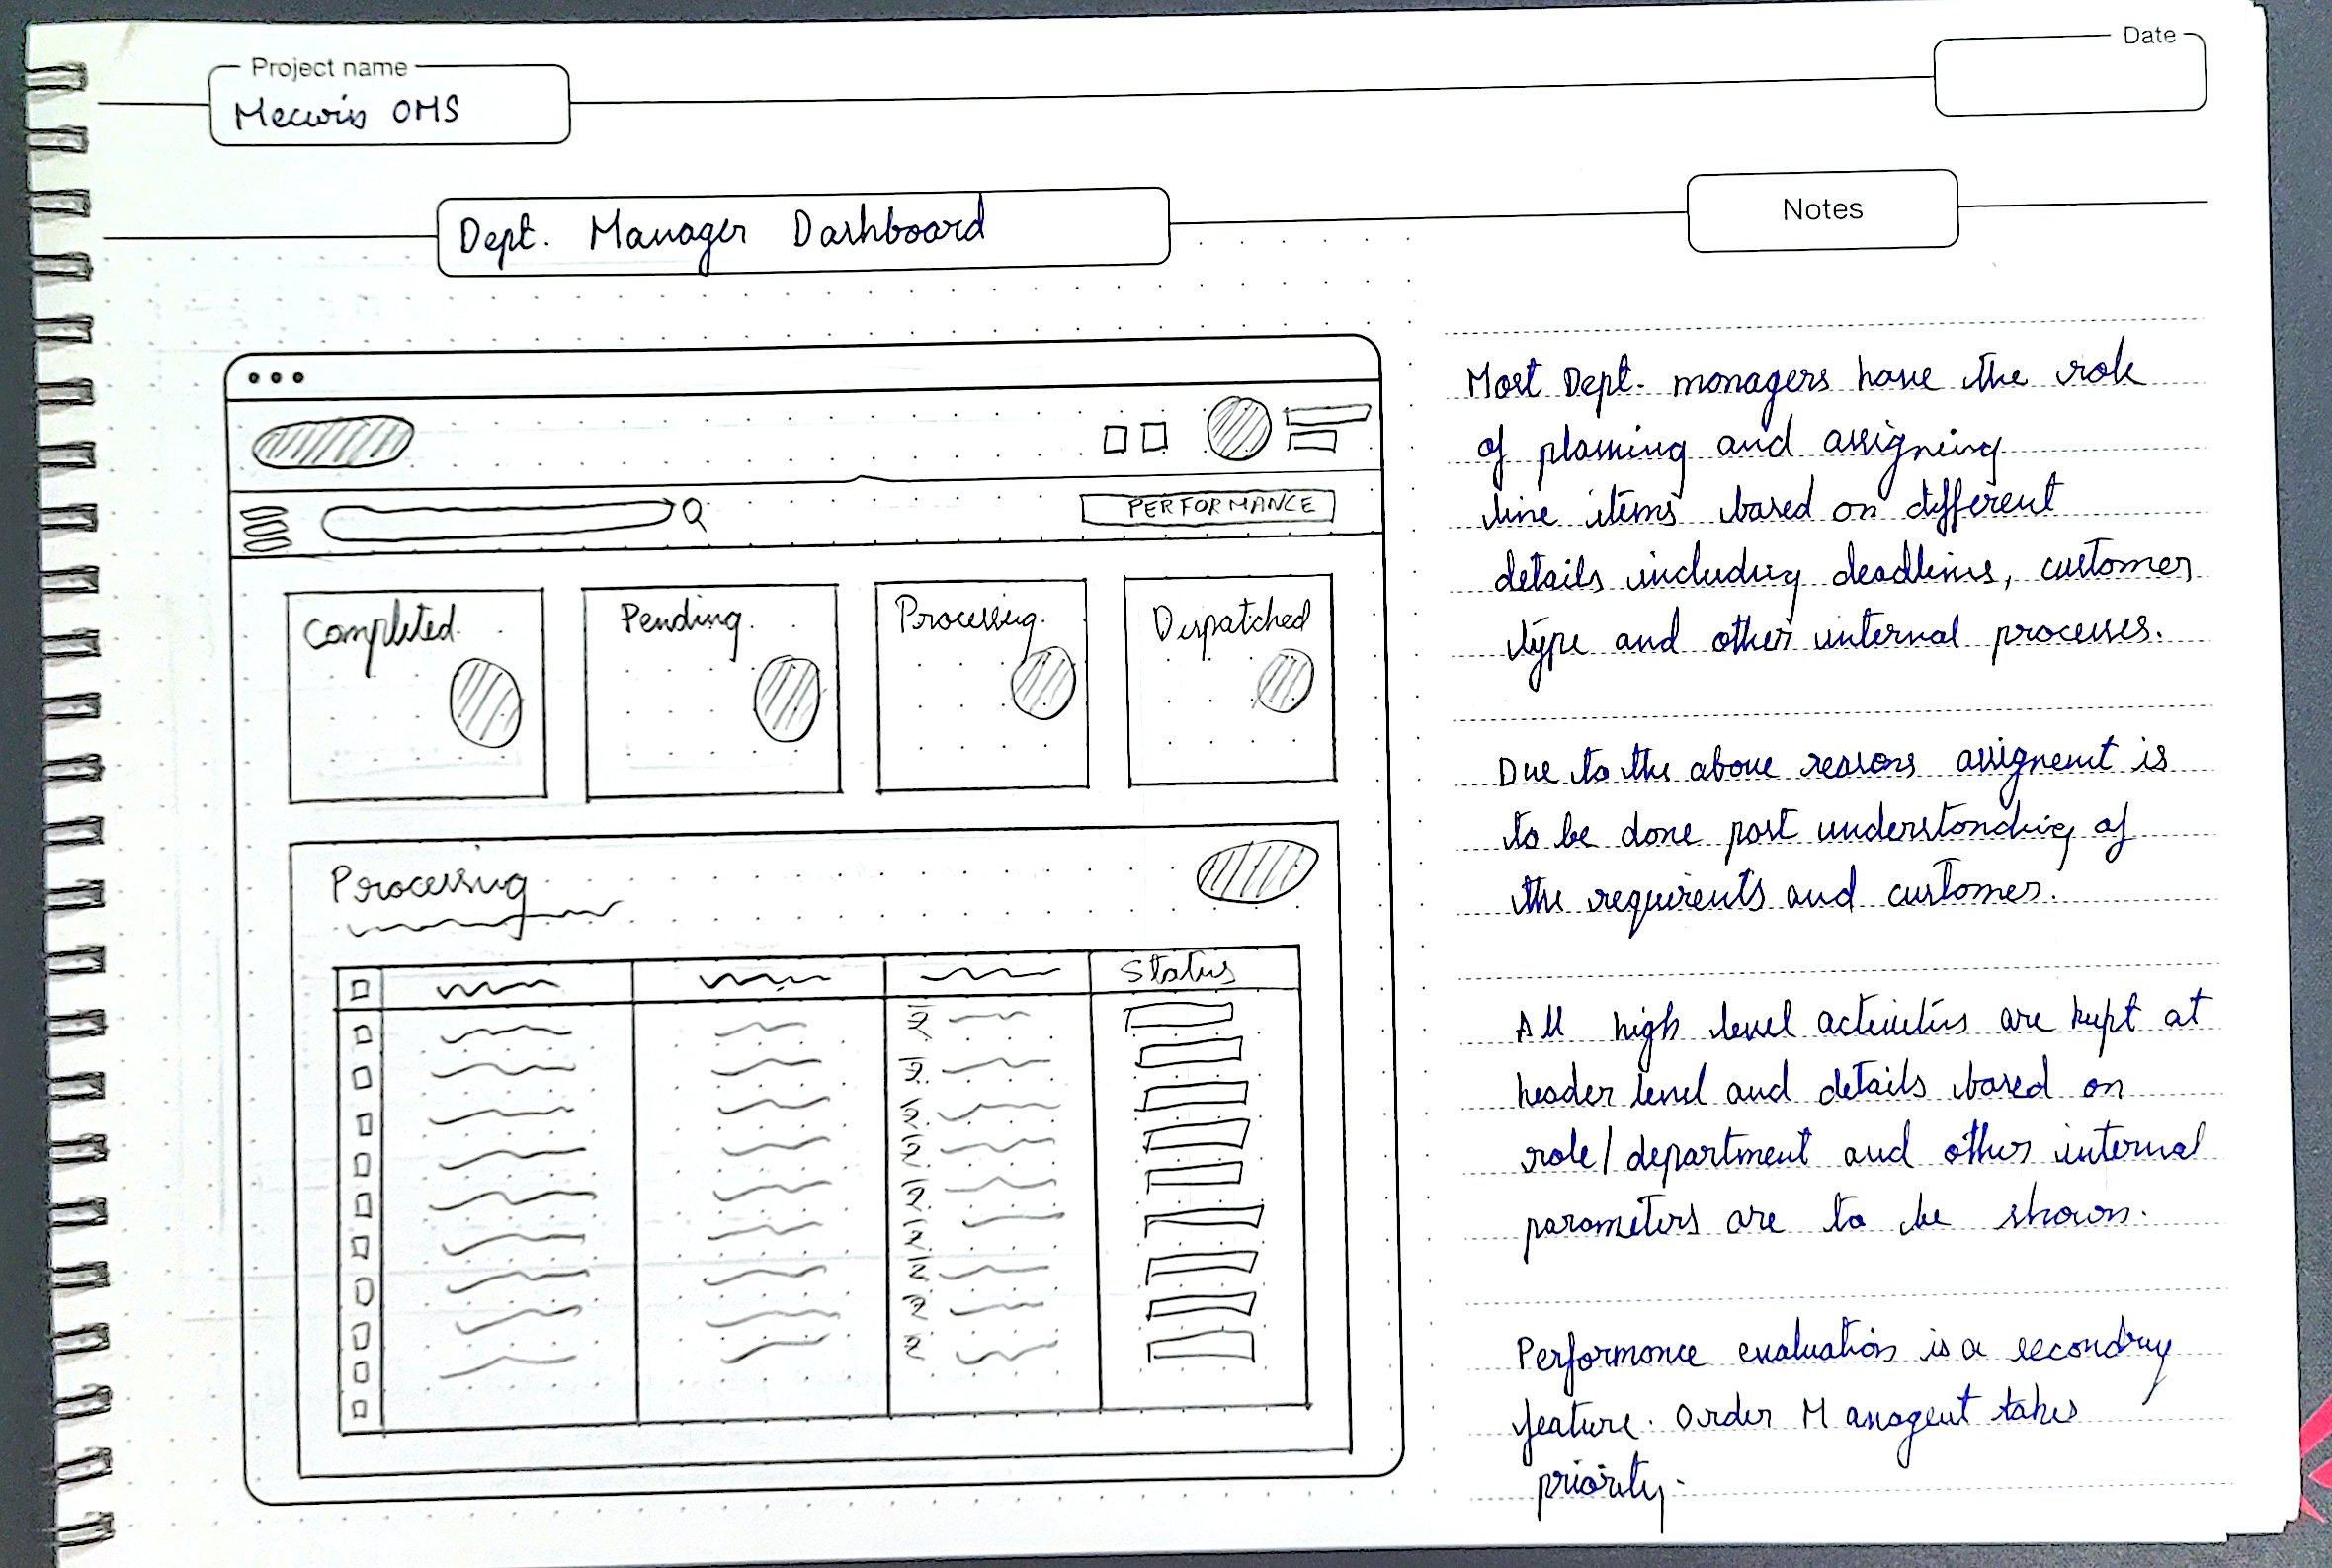 Project name
Mecwin OMS
Date
Dept. Manager Dashboard
Notes
PERFORMANCE
Completed
Pending
Processing
Dispatched
Processing
Status
Most Dept. managers have the role
of planning and assigning
line items based on different
details including deadlines, customer
type and other internal processes.
Due to the above reasons assignemt is
to be done post understanding of
the requirents and customer.
All high level activities are kept at
header level and details based on
role/department and other internal
parameters are to be shown.
Performance evaluation is a secondry
feature. Order Managent takes
priority.